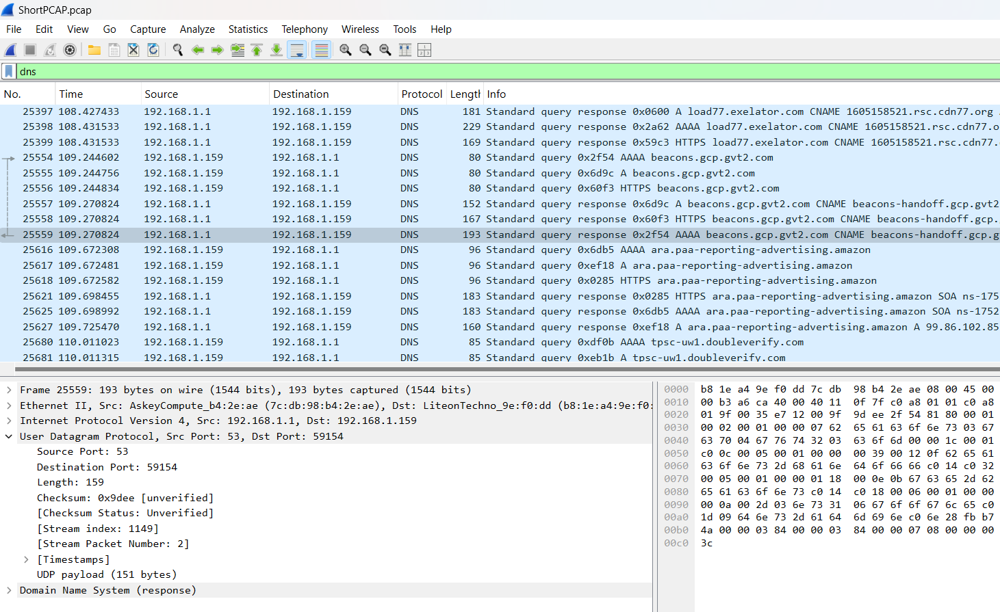 ShortPCAP.pcap
File Edit View Go Capture Analyze Statistics Telephony Wireless Tools Help
dns
No. Time Source Destination Protocol Length Info
25397 108.427433 192.168.1.1 192.168.1.159 DNS 181 Standard query response 0x0600 A load77.exelator.com CNAME 1605158521.rsc.cdn77.org
25398 108.431533 192.168.1.1 192.168.1.159 DNS 229 Standard query response 0x2a62 AAAA load77.exelator.com CNAME 1605158521.rsc.cdn77.o
25399 108.431533 192.168.1.1 192.168.1.159 DNS 169 Standard query response 0x59c3 HTTPS load77.exelator.com CNAME 1605158521.rsc.cdn77.
25554 109.244602 192.168.1.159 192.168.1.1 DNS 80 Standard query 0x2f54 AAAA beacons.gcp.gvt2.com
25555 109.244756 192.168.1.159 192.168.1.1 DNS 80 Standard query 0x6d9c A beacons.gcp.gvt2.com
25556 109.244834 192.168.1.159 192.168.1.1 DNS 80 Standard query 0x60f3 HTTPS beacons.gcp.gvt2.com
25557 109.270824 192.168.1.1 192.168.1.159 DNS 152 Standard query response 0x6d9c A beacons.gcp.gvt2.com CNAME beacons-handoff.gcp.gvt2
25558 109.270824 192.168.1.1 192.168.1.159 DNS 167 Standard query response 0x60f3 HTTPS beacons.gcp.gvt2.com CNAME beacons-handoff.gcp.
25559 109.270824 192.168.1.1 192.168.1.159 DNS 193 Standard query response 0x2f54 AAAA beacons.gcp.gvt2.com CNAME beacons-handoff.gcp.g
25616 109.672308 192.168.1.159 192.168.1.1 DNS 96 Standard query 0x6db5 AAAA ara.paa-reporting-advertising.amazon
25617 109.672481 192.168.1.159 192.168.1.1 DNS 96 Standard query 0xef18 A ara.paa-reporting-advertising.amazon
25618 109.672582 192.168.1.159 192.168.1.1 DNS 96 Standard query 0x0285 HTTPS ara.paa-reporting-advertising.amazon
25621 109.698455 192.168.1.1 192.168.1.159 DNS 183 Standard query response 0x0285 HTTPS ara.paa-reporting-advertising.amazon SOA ns-175
25625 109.698992 192.168.1.1 192.168.1.159 DNS 183 Standard query response 0x6db5 AAAA ara.paa-reporting-advertising.amazon SOA ns-1752
25627 109.725470 192.168.1.1 192.168.1.159 DNS 160 Standard query response 0xef18 A ara.paa-reporting-advertising.amazon A 99.86.102.85
25680 110.011023 192.168.1.159 192.168.1.1 DNS 85 Standard query 0xdf0b AAAA tpsc-uw1.doubleverify.com
25681 110.011315 192.168.1.159 192.168.1.1 DNS 85 Standard query 0xeb1b A tpsc-uw1.doubleverify.com
Frame 25559: 193 bytes on wire (1544 bits), 193 bytes captured (1544 bits)
Ethernet II, Src: AskeyCompute_b4:2e:ae (7c:db:98:b4:2e:ae), Dst: LiteonTechno_9e:f0:dd (b8:1e:a4:9e:f0:
Internet Protocol Version 4, Src: 192.168.1.1, Dst: 192.168.1.159
User Datagram Protocol, Src Port: 53, Dst Port: 59154
Source Port: 53
Destination Port: 59154
Length: 159
Checksum: 0x9dee [unverified]
[Checksum Status: Unverified]
[Stream index: 1149]
[Stream Packet Number: 2]
[Timestamps]
UDP payload (151 bytes)
Domain Name System (response)
0000 b8 1e a4 9e f0 dd 7c db 98 b4 2e ae 08 00 45 00
0010 00 b3 a6 ca 40 00 40 11 0f 7f c0 a8 01 01 c0 a8
0020 01 9f 00 35 e7 12 00 9f 9d ee 2f 54 81 80 00 01
0030 00 02 00 01 00 00 07 62 65 61 63 6f 6e 73 03 67
0040 63 70 04 67 76 74 32 03 63 6f 6d 00 00 1c 00 01
0050 c0 0c 00 05 00 01 00 00 00 39 00 12 0f 62 65 61
0060 63 6f 6e 73 2d 68 61 6e 64 6f 66 66 c0 14 c0 32
0070 00 05 00 01 00 00 01 18 00 0e 0b 67 63 65 2d 62
0080 65 61 63 6f 6e 73 c0 14 c0 18 00 06 00 01 00 00
0090 00 0a 00 2d 03 6e 73 31 06 67 6f 6f 67 6c 65 c0
00a0 1d 09 64 6e 73 2d 61 64 6d 69 6e c0 6e 28 fb b7
00b0 4a 00 00 03 84 00 00 03 84 00 00 07 08 00 00 00
00c0 3c